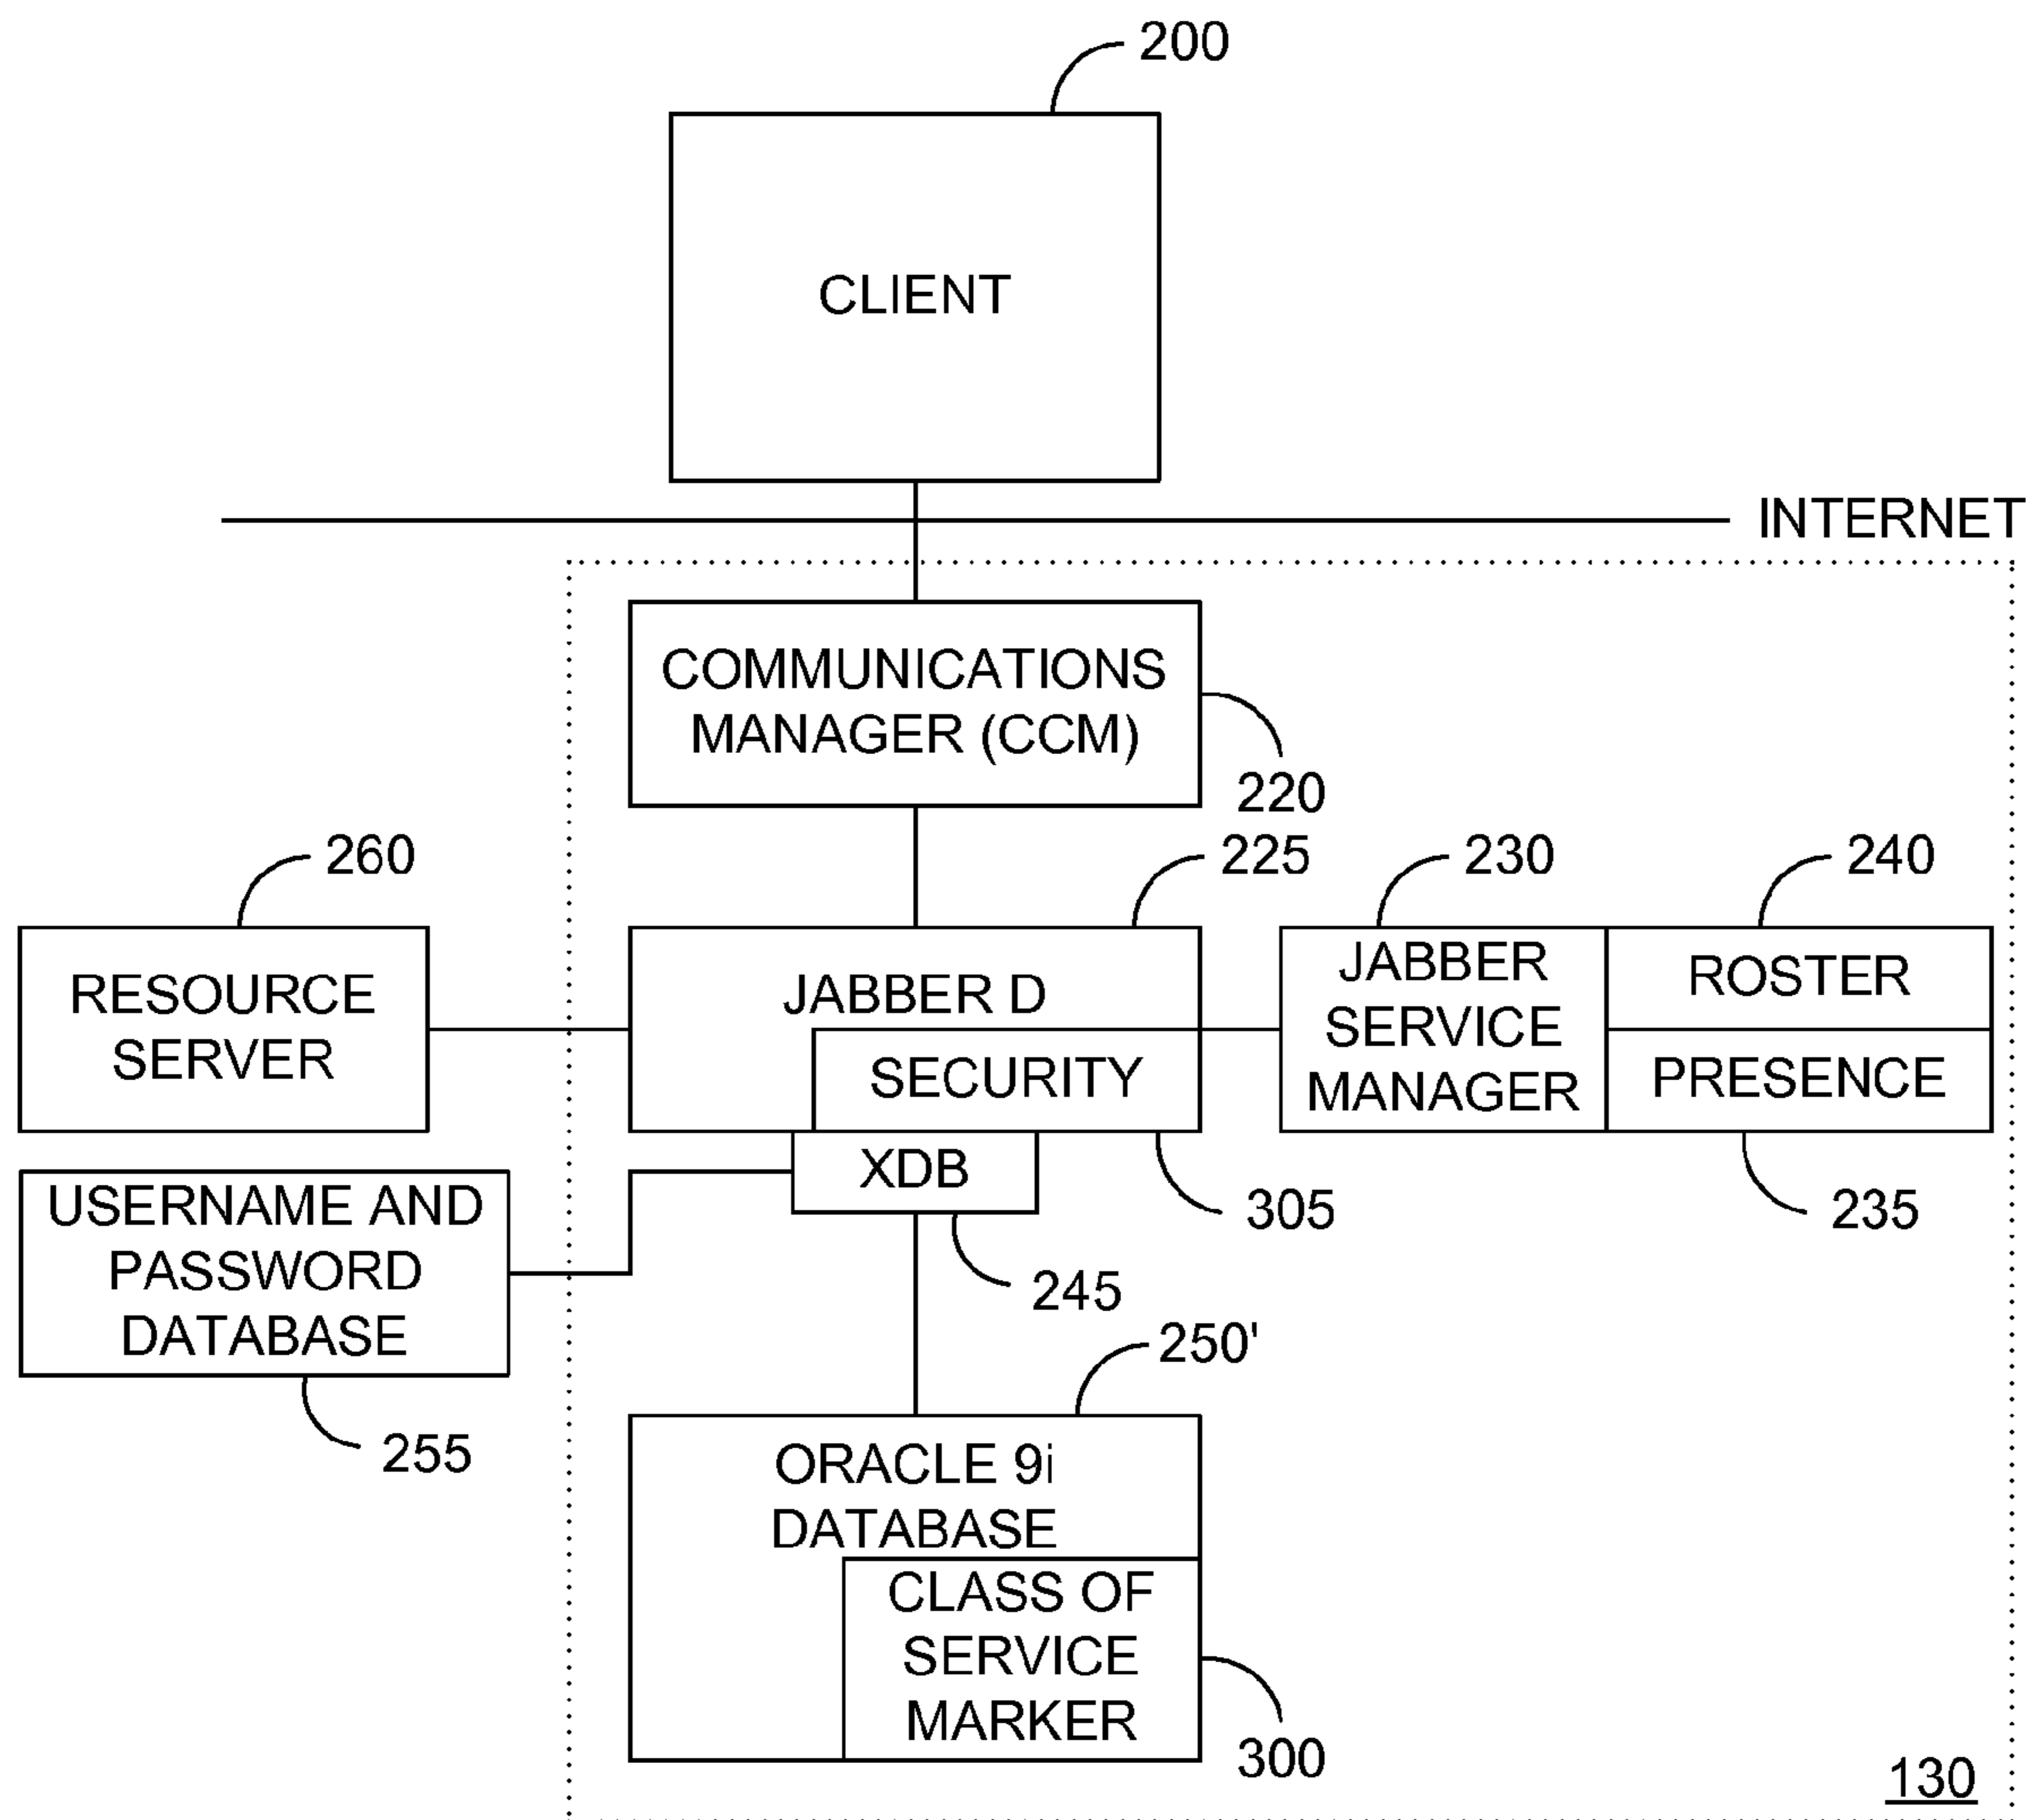 200
CLIENT
INTERNET
COMMUNICATIONS
MANAGER (CCM)
220
260
225
230
240
RESOURCE
SERVER
JABBER D
SECURITY
JABBER
SERVICE
MANAGER
ROSTER
PRESENCE
XDB
305
235
USERNAME AND
PASSWORD
DATABASE
245
250'
255
ORACLE 9i
DATABASE
CLASS OF
SERVICE
MARKER
300
130